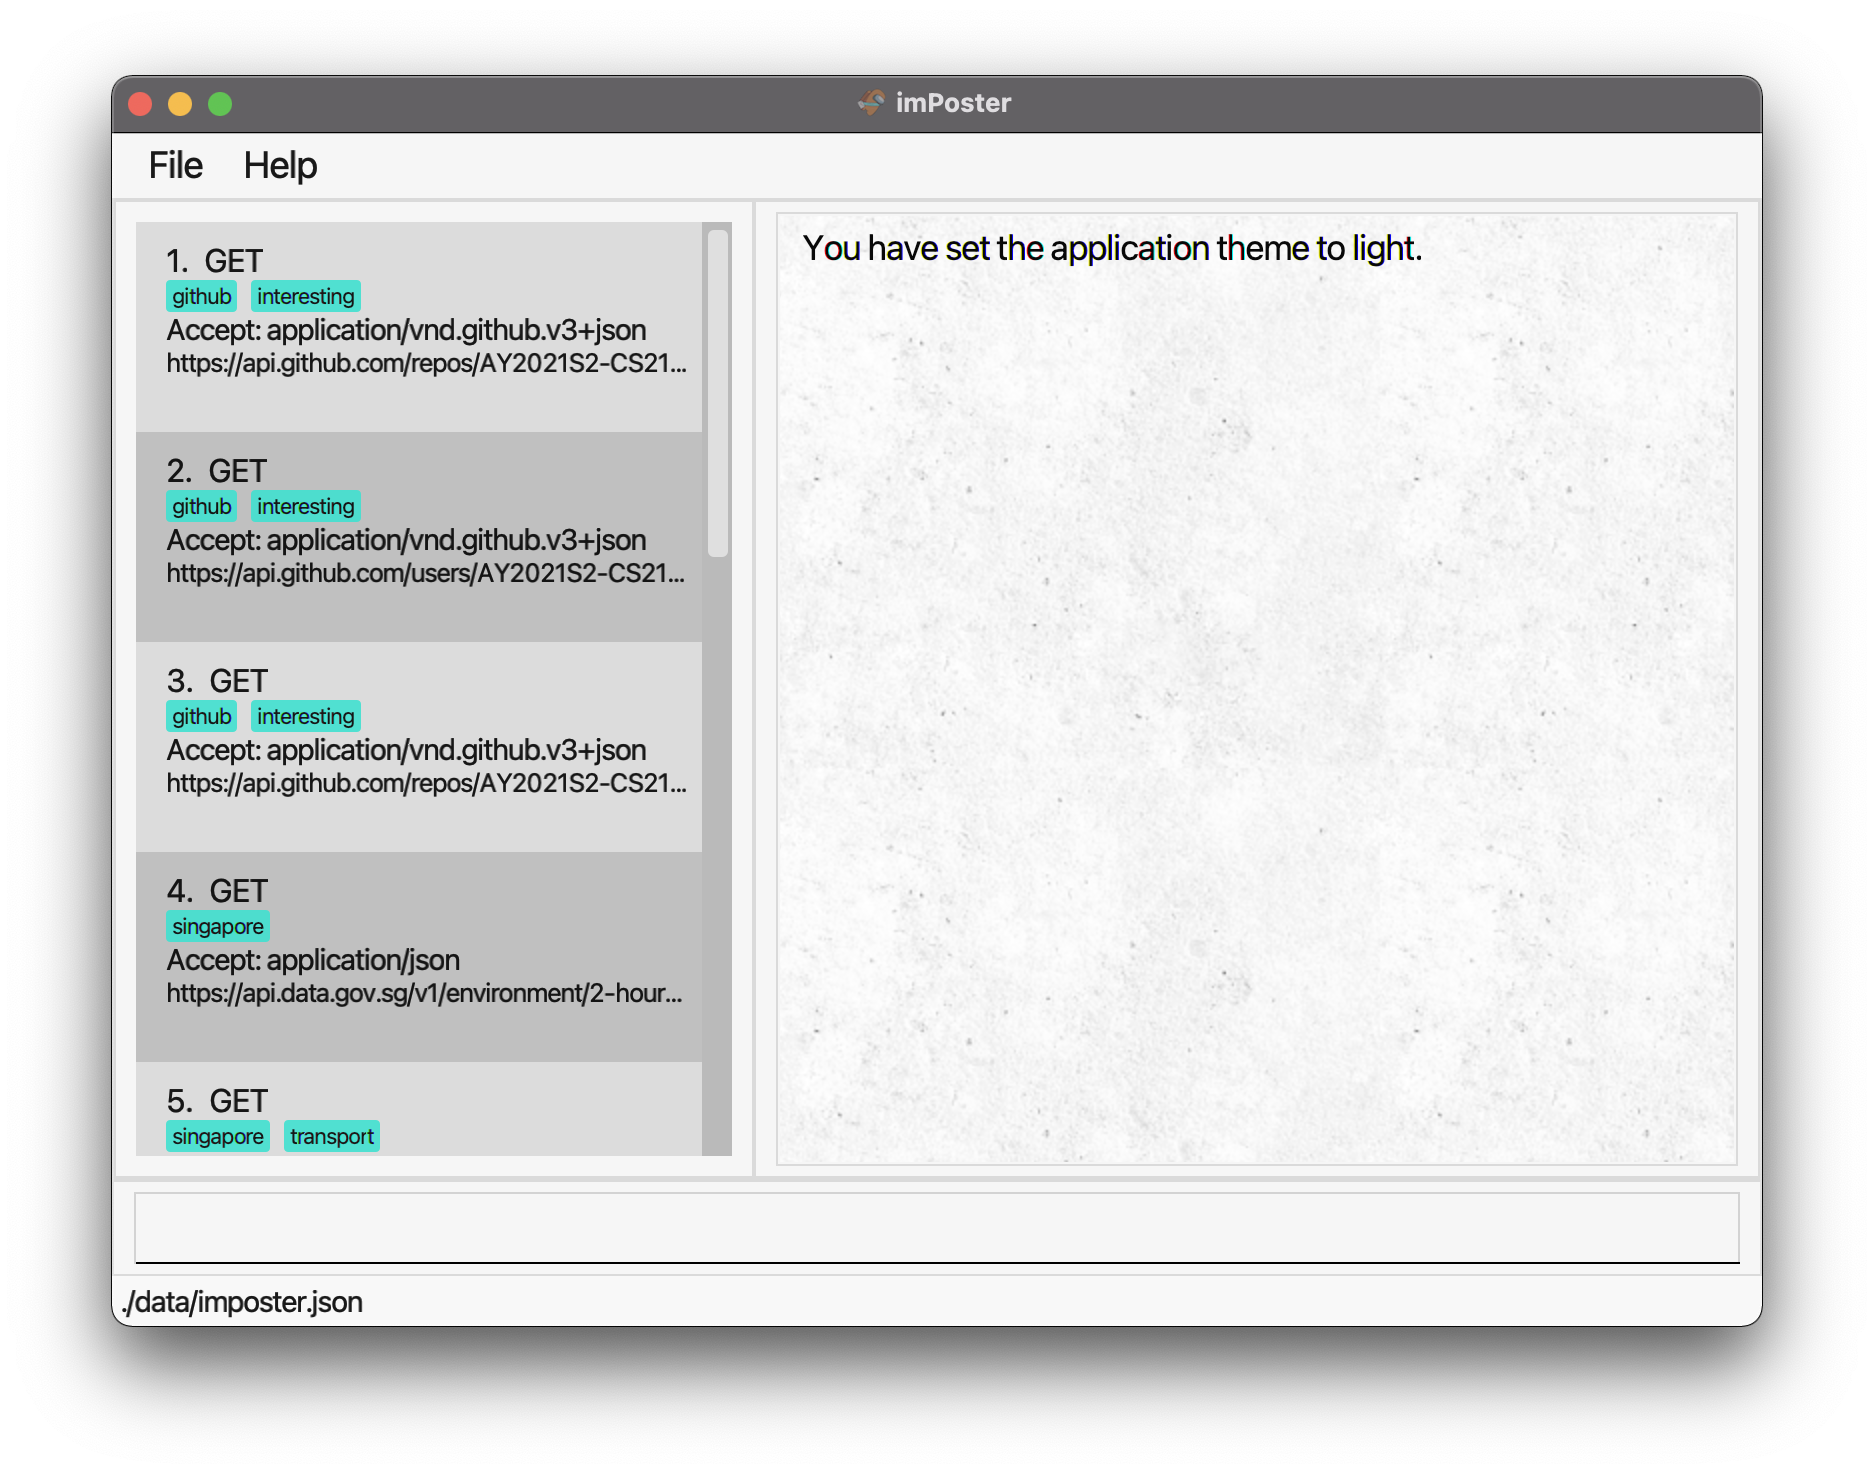 imPoster
File Help
1. GET
github interesting
Accept: application/vnd.github.v3+json
https://api.github.com/repos/AY2021S2-CS21...
2. GET
github interesting
Accept: application/vnd.github.v3+json
https://api.github.com/users/AY2021S2-CS21...
3. GET
github interesting
Accept: application/vnd.github.v3+json
https://api.github.com/repos/AY2021S2-CS21...
4. GET
singapore
Accept: application/json
https://api.data.gov.sg/v1/environment/2-hour...
5. GET
singapore transport
You have set the application theme to light.
./data/imposter.json